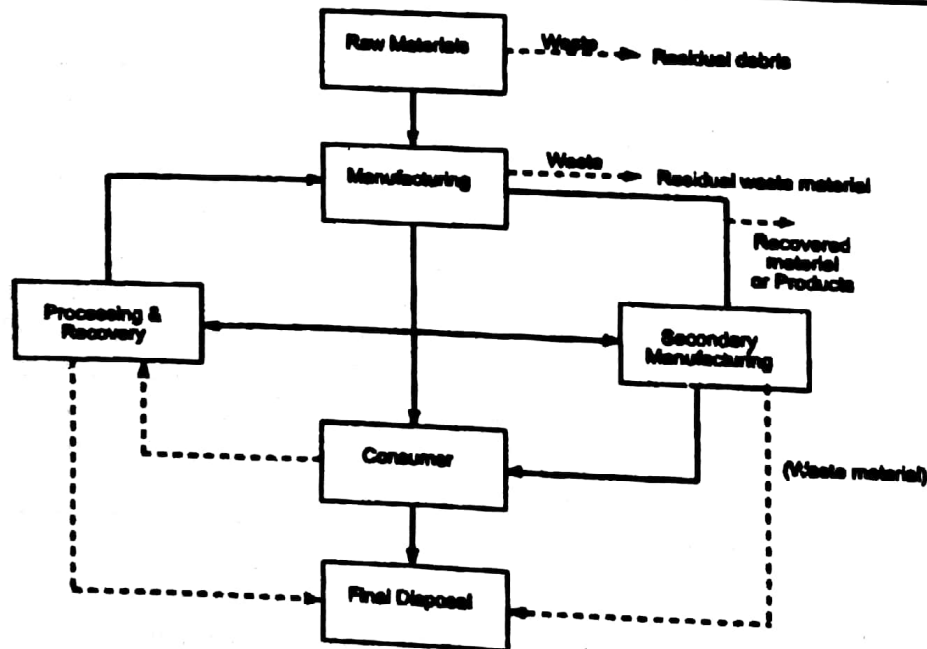 Raw Materials
Waste
Residual debris
Manufacturing
Waste
Residual waste material
Recovered
material
or Products
Processing &
Recovery
Secondary
Manufacturing
Consumer
(Waste material)
Final Disposal